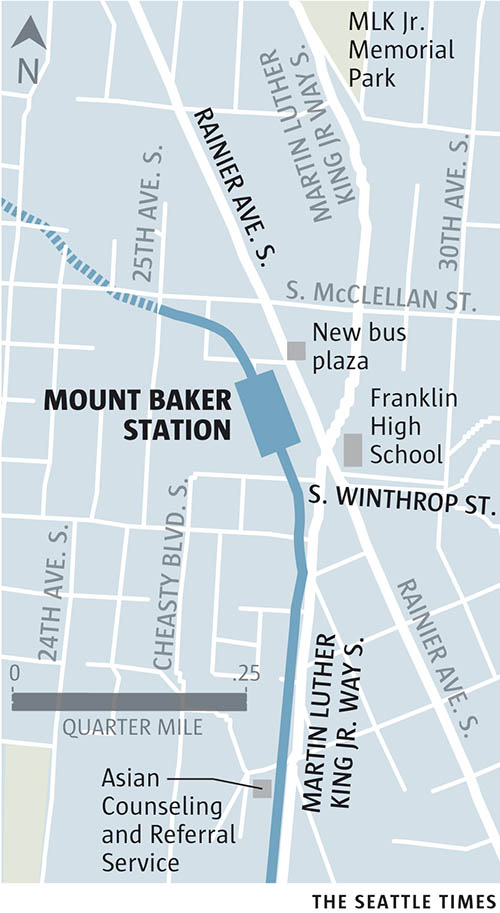 MLK Jr.
Memorial
Park
N
MARTIN LUTHER
KING JR WAY S.
RAINIER AVE. S.
25TH AVE. S.
30TH AVE. S.
S. McCLELLAN ST.
New bus
plaza
MOUNT BAKER
STATION
Franklin
High
School
S. WINTHROP ST.
CHEASTY BLVD. S.
24TH AVE. S.
RAINIER AVE. S.
0 .25
QUARTER MILE
MARTIN LUTHER
KING JR. WAY S.
Asian
Counseling
and Referral
Service
THE SEATTLE TIMES